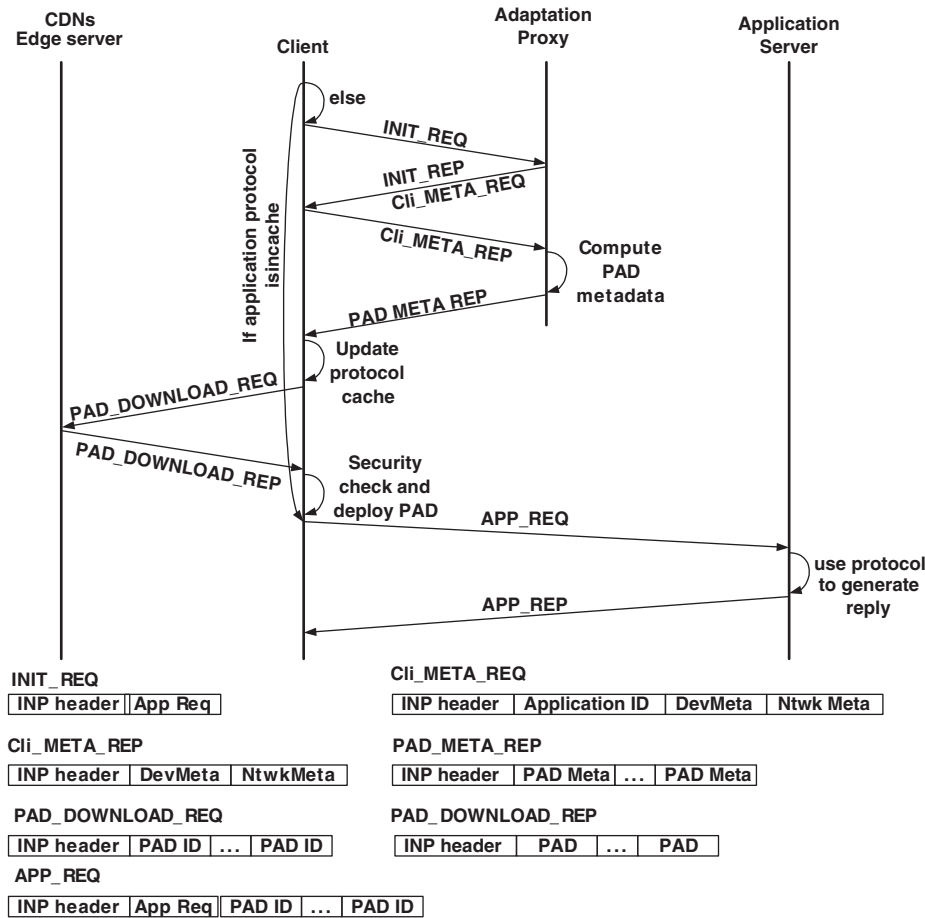 CDNs
Edge server
Client
Adaptation
Proxy
Application
Server
else
INIT_REQ
INIT_REP
Cli_META_REQ
Cli_META_REP
Compute
PAD
metadata
PAD META REP
If application protocol
isincache
Update
protocol
cache
PAD_DOWNLOAD_REQ
PAD_DOWNLOAD_REP
Security
check and
deploy PAD
APP_REQ
use protocol
to generate
reply
APP_REP
INIT_REQ
INP header App Req
Cli_META_REQ
INP header Application ID DevMeta Ntwk Meta
Cli_META_REP
INP header DevMeta NtwkMeta
PAD_META_REP
INP header PAD Meta ... PAD Meta
PAD_DOWNLOAD_REQ
INP header PAD ID ... PAD ID
PAD_DOWNLOAD_REP
INP header PAD ... PAD
APP_REQ
INP header App Req PAD ID ... PAD ID